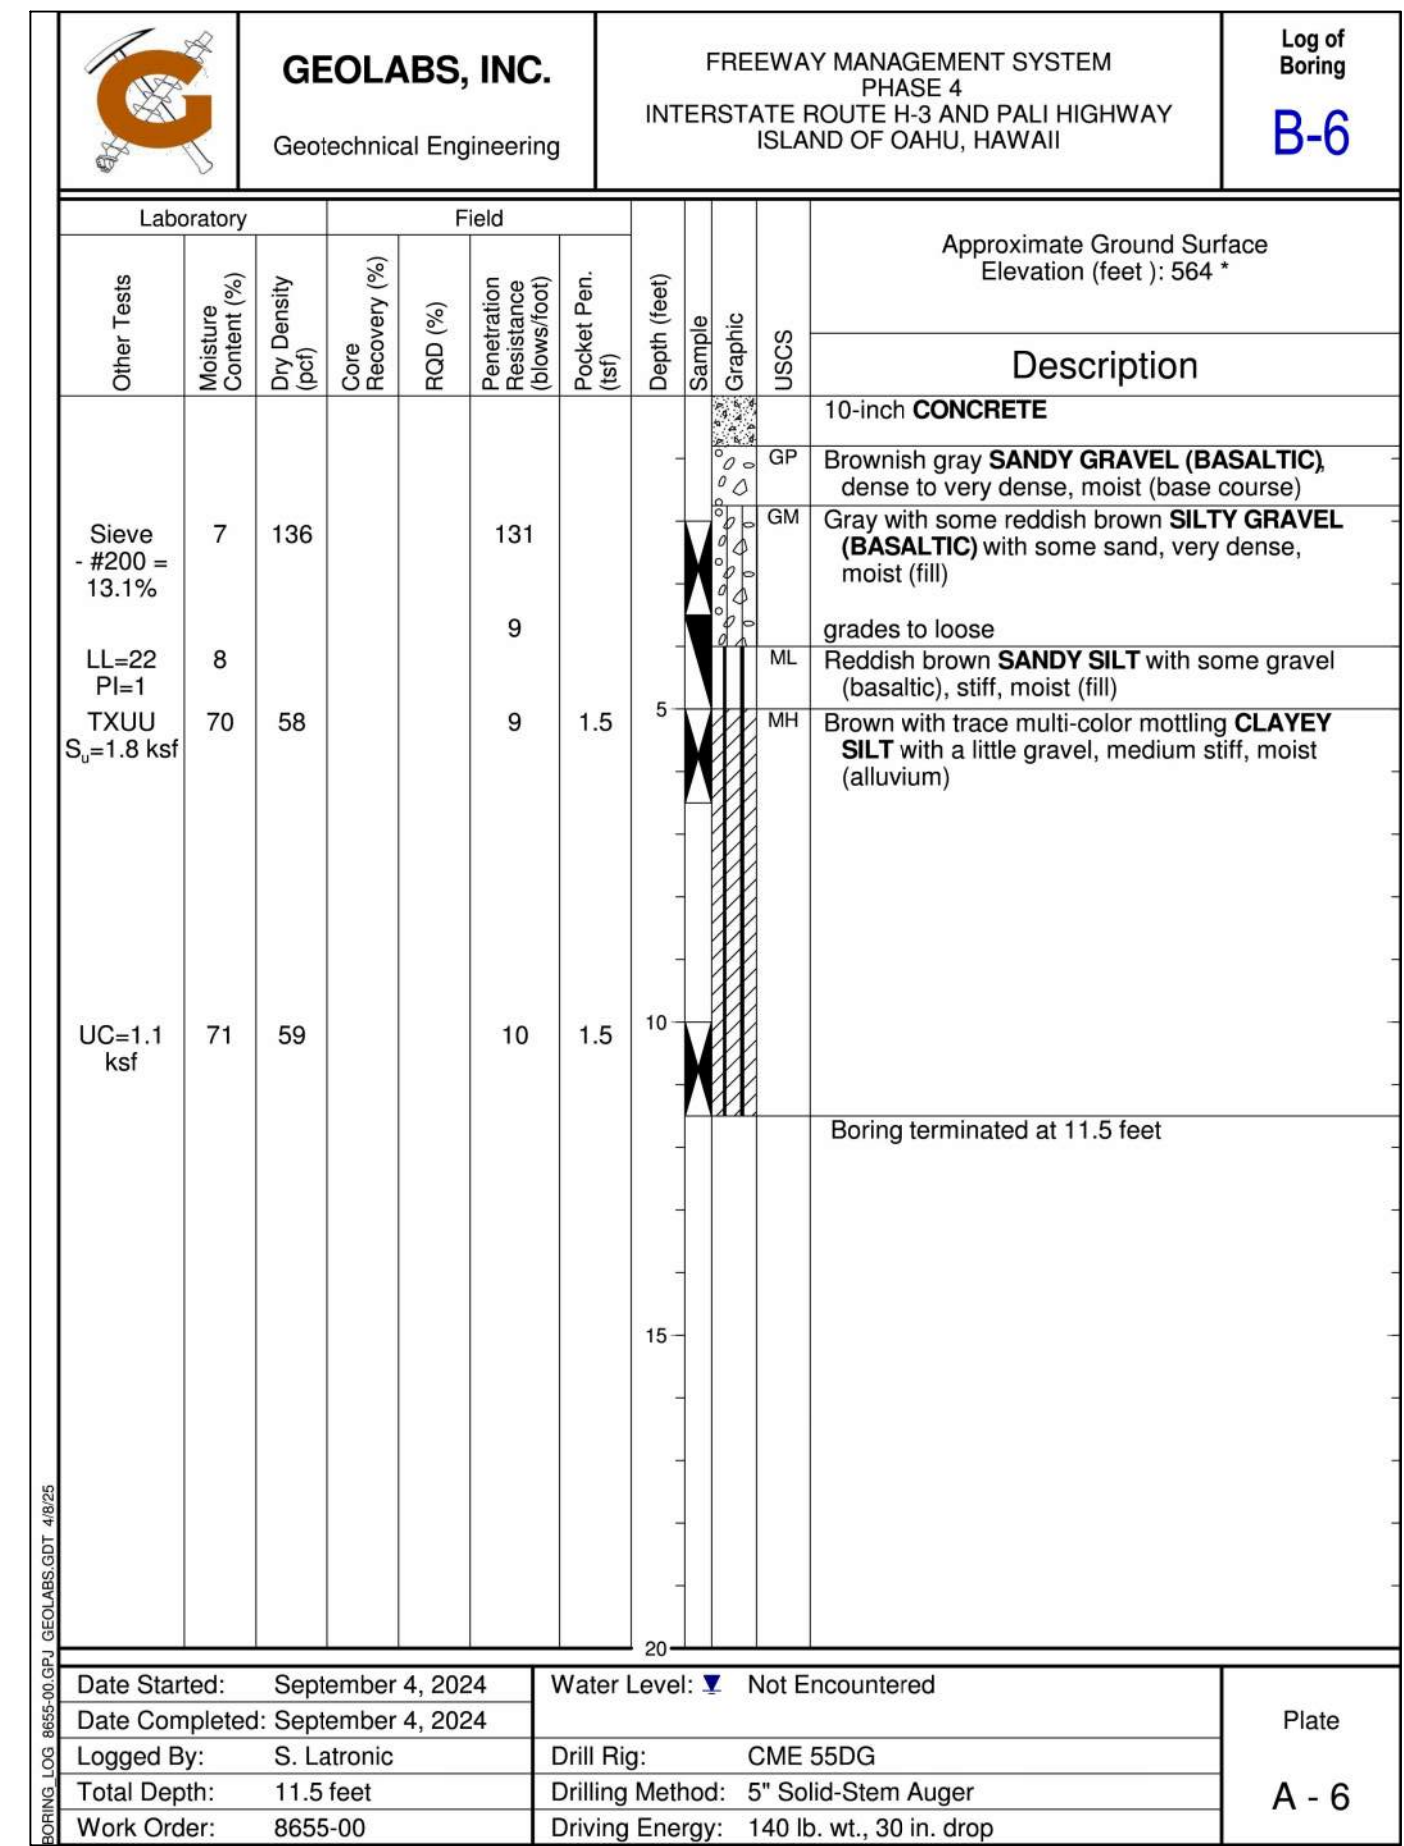 G
GEOLABS, INC.
Geotechnical Engineering
FREEWAY MANAGEMENT SYSTEM
PHASE 4
INTERSTATE ROUTE H-3 AND PALI HIGHWAY
ISLAND OF OAHU, HAWAII
Log of
Boring
B-6
Laboratory
Field
Other Tests
Moisture
Content (%)
Dry Density
(pcf)
Core
Recovery (%)
RQD (%)
Penetration
Resistance
(blows/foot)
Pocket Pen.
(tsf)
Depth (feet)
Sample
Graphic
USCS
Approximate Ground Surface
Elevation (feet ): 564 *
Description
10-inch CONCRETE
GP Brownish gray SANDY GRAVEL (BASALTIC),
dense to very dense, moist (base course)
GM Gray with some reddish brown SILTY GRAVEL
Sieve 7 136 131 (BASALTIC) with some sand, very dense,
- #200 =
13.1%
moist (fill)
9 grades to loose
LL=22 8 ML Reddish brown SANDY SILT with some gravel
PI=1 (basaltic), stiff, moist (fill)
5
TXUU 70 58 9 1.5 MH Brown with trace multi-color mottling CLAYEY
Su=1.8 ksf SILT with a little gravel, medium stiff, moist
(alluvium)
10
UC=1.1 71 59 10 1.5
ksf
Boring terminated at 11.5 feet
15
20
BORING_LOG 8655-00.GPJ GEOLABS.GDT 4/8/25
Date Started: September 4, 2024
Date Completed: September 4, 2024
Logged By: S. Latronic
Total Depth: 11.5 feet
Work Order: 8655-00
Water Level: Not Encountered
Drill Rig: CME 55DG
Drilling Method: 5" Solid-Stem Auger
Driving Energy: 140 lb. wt., 30 in. drop
Plate
A - 6